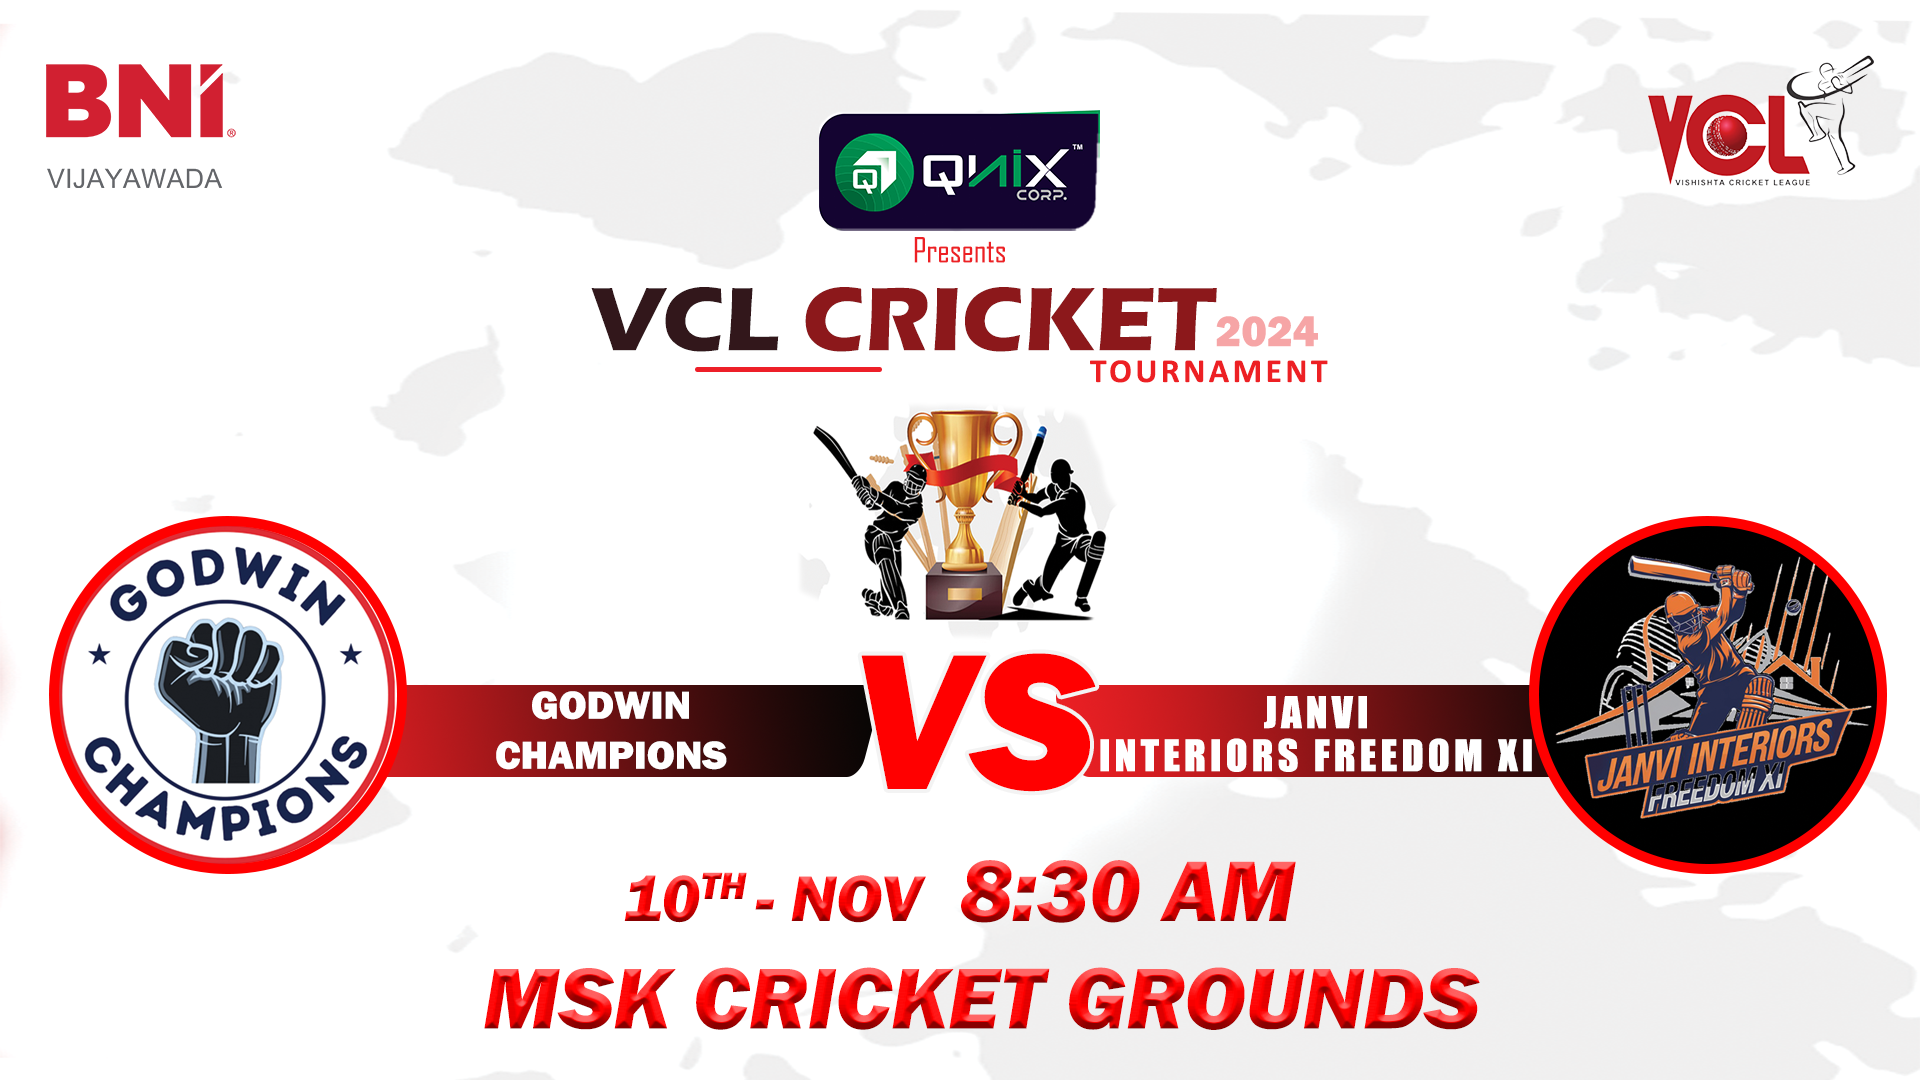 BNI®
VIJAYAWADA
VCL
VISHISHTA CRICKET LEAGUE
Q QNIX™
CORP.
Presents
VCL CRICKET 2024
TOURNAMENT
GODWIN
CHAMPIONS
GODWIN
CHAMPIONS
VS
JANVI
INTERIORS FREEDOM XI
JANVI INTERIORS
FREEDOM XI
10TH - NOV 8:30 AM
MSK CRICKET GROUNDS